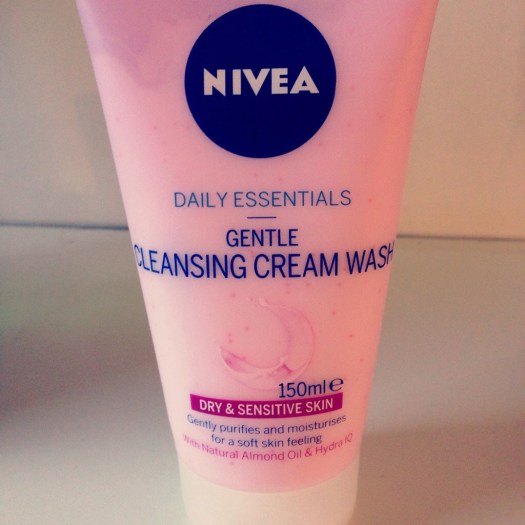 NIVEA
DAILY ESSENTIALS
GENTLE
CLEANSING CREAM WASH
150ml e
DRY & SENSITIVE SKIN
Gently purifies and moisturises
for a soft skin feeling
With Natural Almond Oil & Hydra IQ